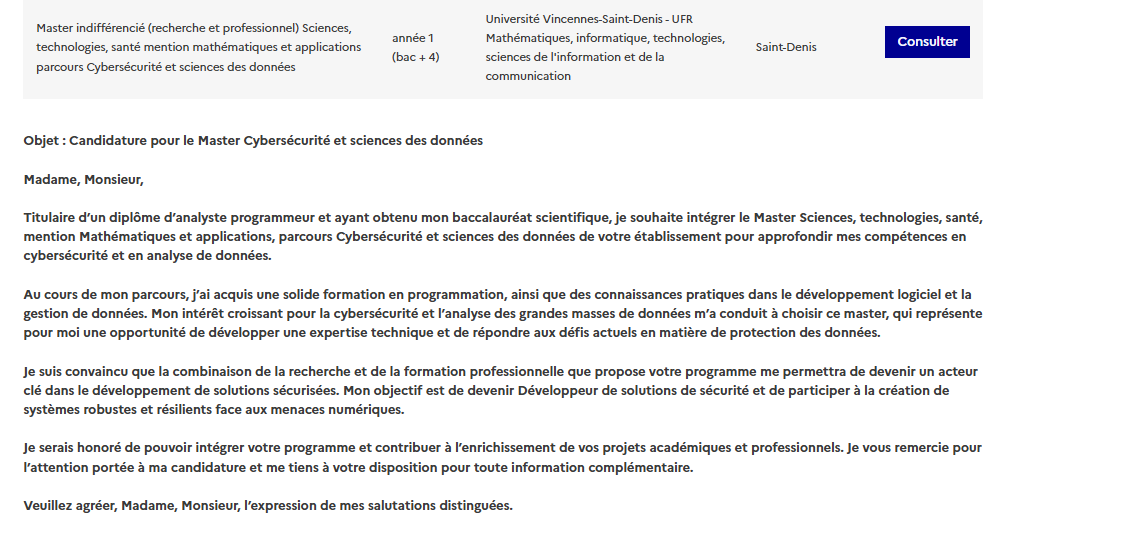 Master indifférencié (recherche et professionnel) Sciences,
technologies, santé mention mathématiques et applications
parcours Cybersécurité et sciences des données
année 1
(bac + 4)
Université Vincennes-Saint-Denis - UFR
Mathématiques, informatique, technologies,
sciences de l'information et de la
communication
Saint-Denis
Consulter
Objet : Candidature pour le Master Cybersécurité et sciences des données
Madame, Monsieur,
Titulaire d’un diplôme d’analyste programmeur et ayant obtenu mon baccalauréat scientifique, je souhaite intégrer le Master Sciences, technologies, santé,
mention Mathématiques et applications, parcours Cybersécurité et sciences des données de votre établissement pour approfondir mes compétences en
cybersécurité et en analyse de données.
Au cours de mon parcours, j’ai acquis une solide formation en programmation, ainsi que des connaissances pratiques dans le développement logiciel et la
gestion de données. Mon intérêt croissant pour la cybersécurité et l’analyse des grandes masses de données m’a conduit à choisir ce master, qui représente
pour moi une opportunité de développer une expertise technique et de répondre aux défis actuels en matière de protection des données.
Je suis convaincu que la combinaison de la recherche et de la formation professionnelle que propose votre programme me permettra de devenir un acteur
clé dans le développement de solutions sécurisées. Mon objectif est de devenir Développeur de solutions de sécurité et de participer à la création de
systèmes robustes et résilients face aux menaces numériques.
Je serais honoré de pouvoir intégrer votre programme et contribuer à l’enrichissement de vos projets académiques et professionnels. Je vous remercie pour
l’attention portée à ma candidature et me tiens à votre disposition pour toute information complémentaire.
Veuillez agréer, Madame, Monsieur, l’expression de mes salutations distinguées.